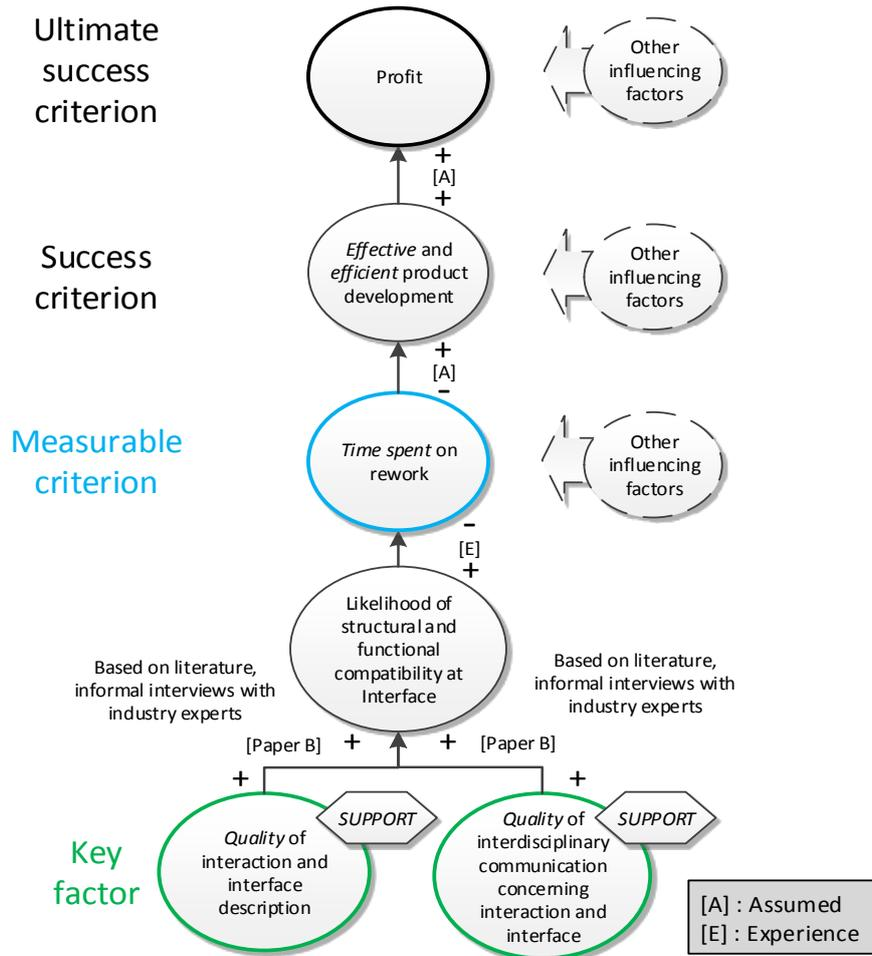 Ultimate
success
criterion
Profit
Other
influencing
factors
+
[A]
+
Success
criterion
Effective and
efficient product
development
Other
influencing
factors
+
[A]
-
Measurable
criterion
Time spent on
rework
Other
influencing
factors
-
[E]
+
Likelihood of
structural and
functional
compatibility at
Interface
Based on literature,
informal interviews with
industry experts
Based on literature,
informal interviews with
industry experts
[Paper B]
+
+
[Paper B]
+
+
Key
factor
SUPPORT
Quality of
interaction and
interface
description
SUPPORT
Quality of
interdisciplinary
communication
concerning
interaction and
interface
[A] : Assumed
[E] : Experience